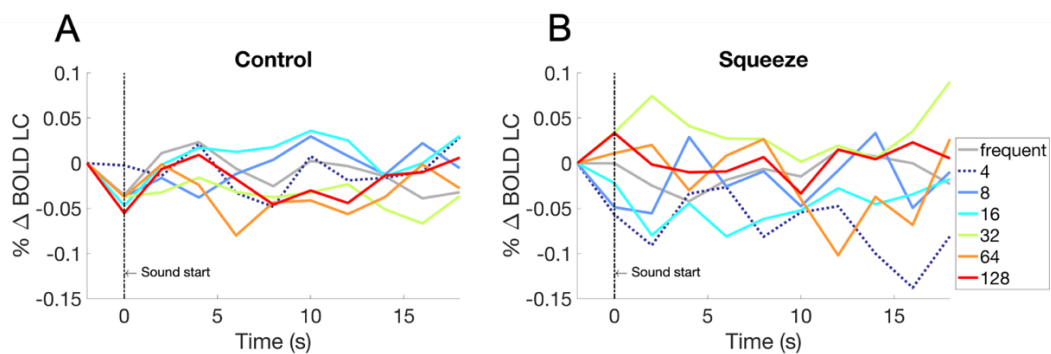 A
B
Control
Squeeze
% Δ BOLD LC
0.1
0.05
0
-0.05
-0.1
-0.15
← Sound start
0
5
10
15
Time (s)
% Δ BOLD LC
0.1
0.05
0
-0.05
-0.1
-0.15
← Sound start
0
5
10
15
Time (s)
frequent
4
8
16
32
64
128